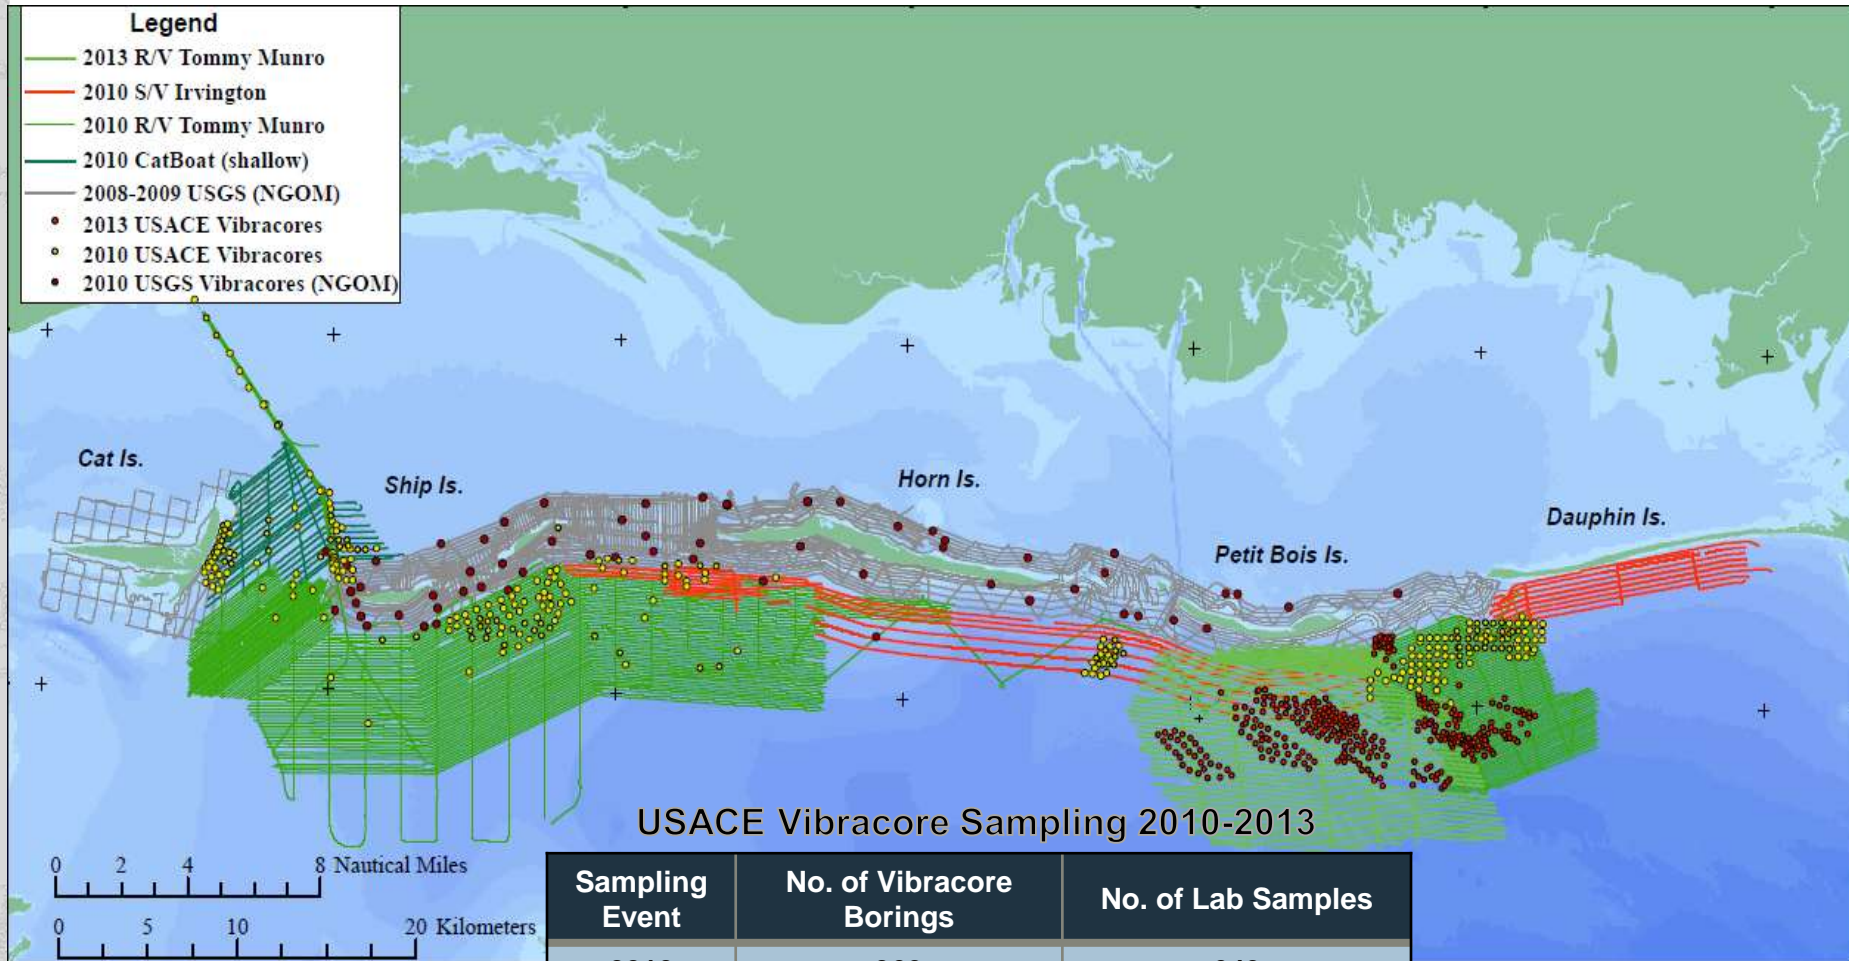 Legend
2013 R/V Tommy Munro
2010 S/V Irvington
2010 R/V Tommy Munro
2010 CatBoat (shallow)
2008-2009 USGS (NGOM)
2013 USACE Vibracores
2010 USACE Vibracores
2010 USGS Vibracores (NGOM)
Cat Is.
Ship Is.
Horn Is.
Petit Bois Is.
Dauphin Is.
USACE Vibracore Sampling 2010-2013
0 2 4 8 Nautical Miles
0 5 10 20 Kilometers
Sampling Event
No. of Vibracore Borings
No. of Lab Samples